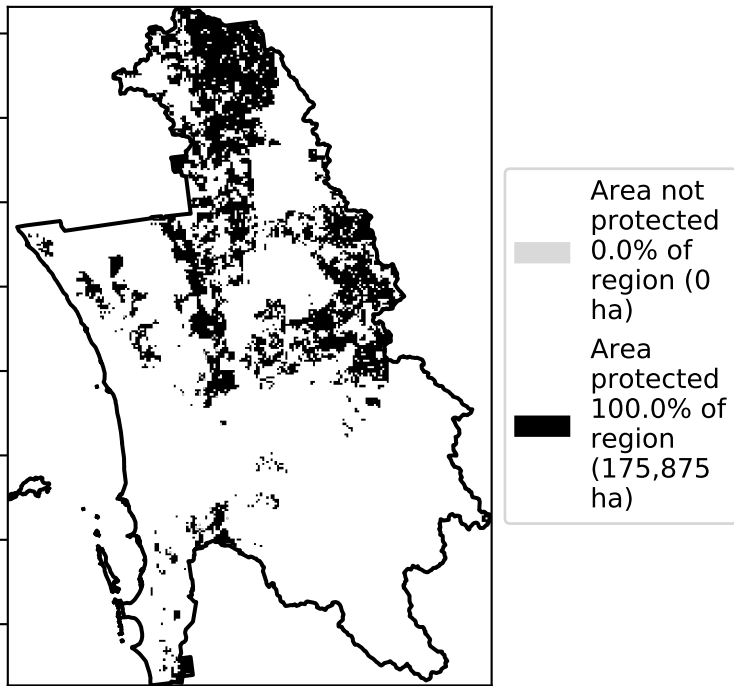 Area not
protected
0.0% of
region (0
ha)
Area
protected
100.0% of
region
(175,875
ha)